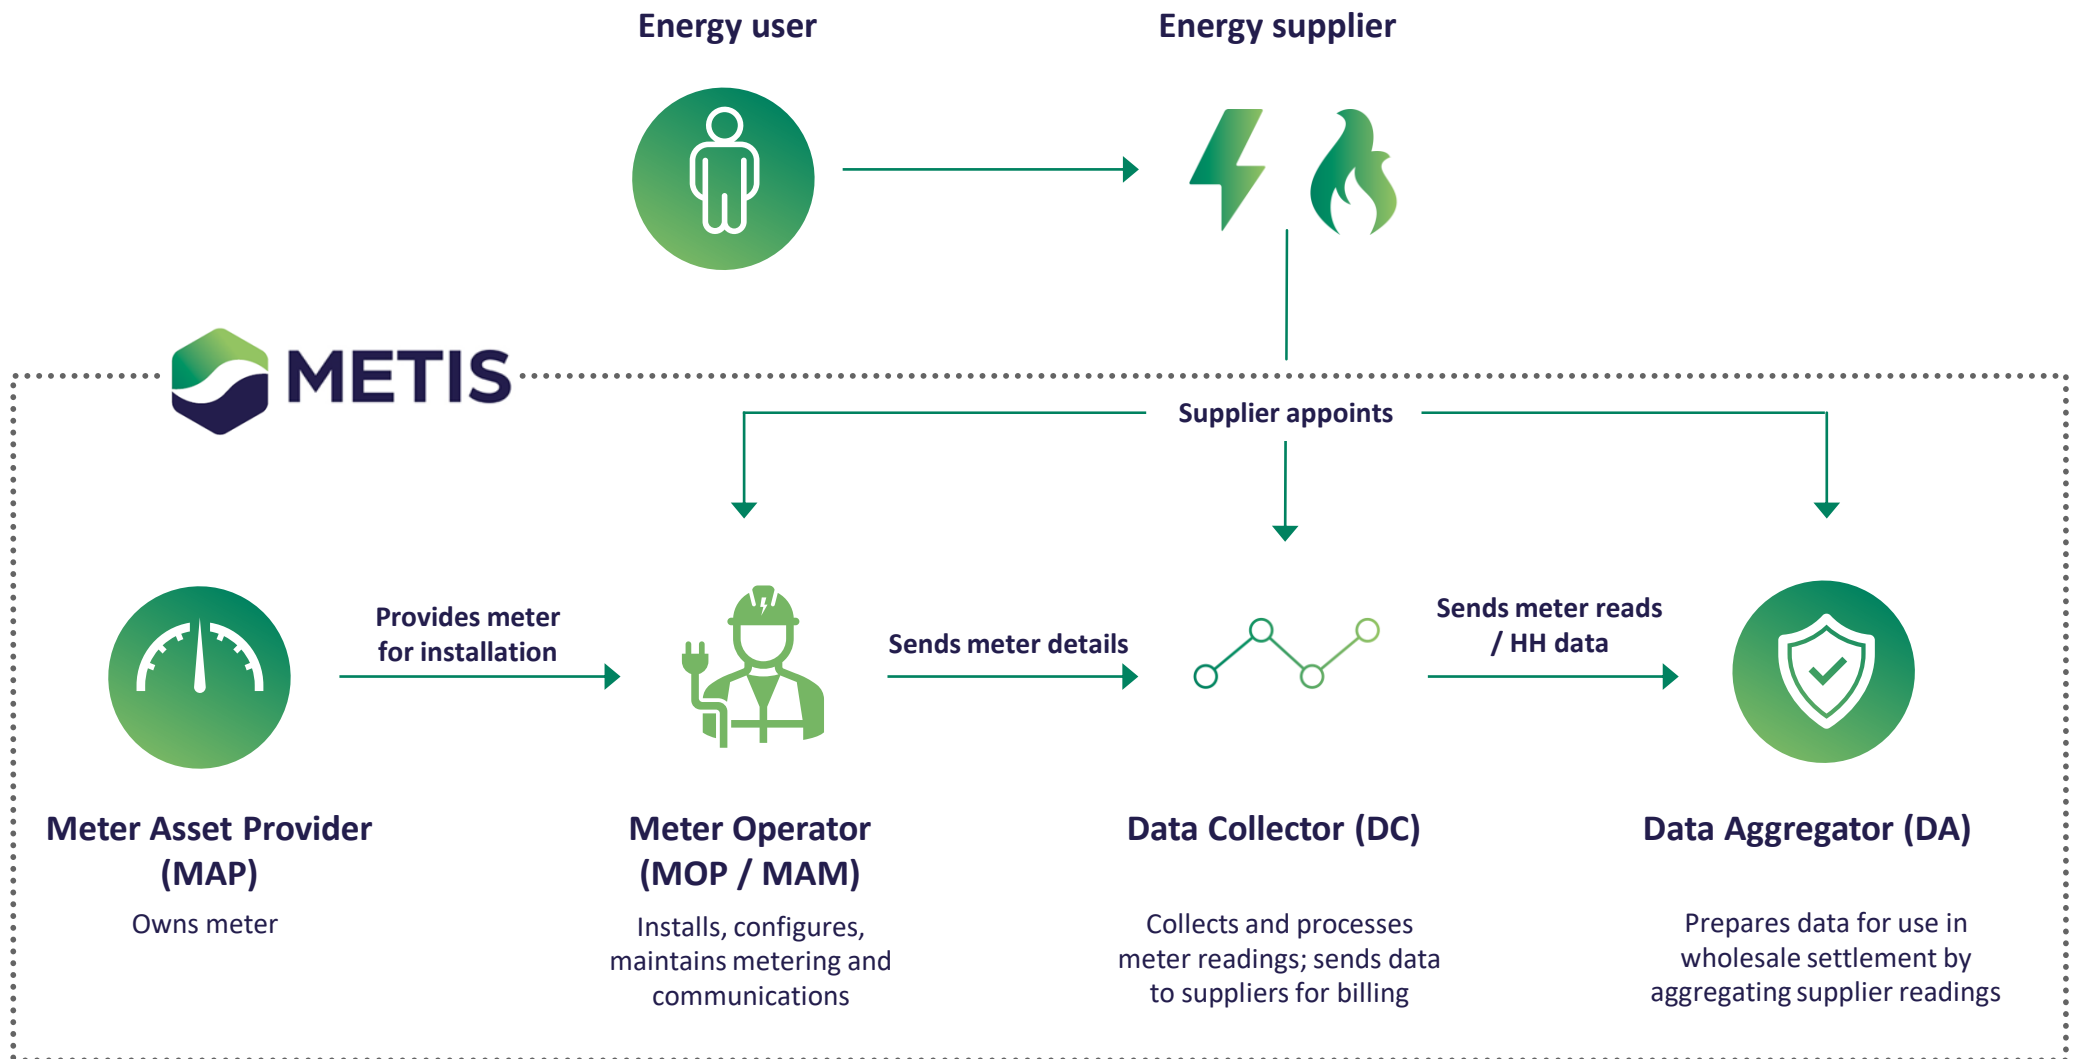 Energy user
Energy supplier
METIS
Supplier appoints
Provides meter
for installation
Sends meter details
Sends meter reads
/ HH data
Meter Asset Provider
(MAP)
Owns meter
Meter Operator
(MOP / MAM)
Installs, configures,
maintains metering and
communications
Data Collector (DC)
Collects and processes
meter readings; sends data
to suppliers for billing
Data Aggregator (DA)
Prepares data for use in
wholesale settlement by
aggregating supplier readings